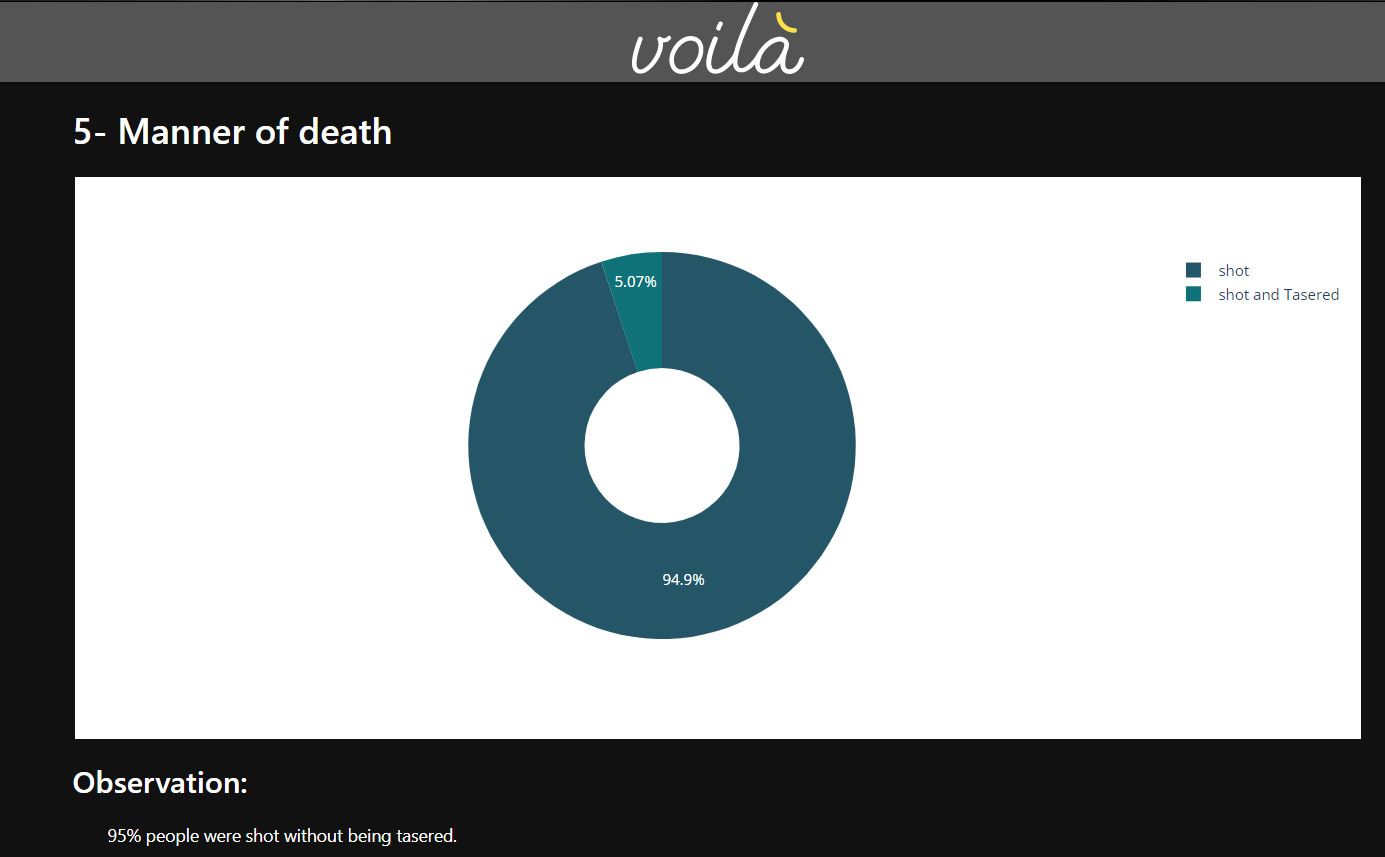 voilà
5- Manner of death
5.07%
shot
shot and Tasered
94.9%
Observation:
95% people were shot without being tasered.